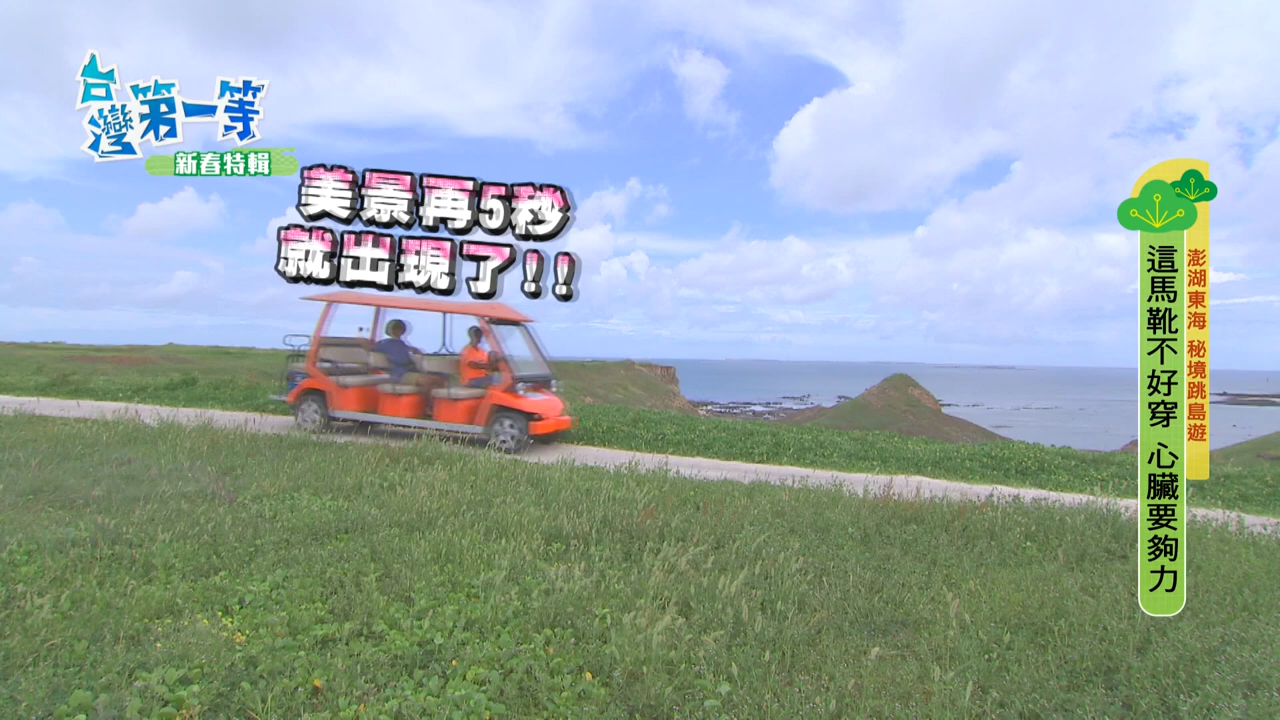 台灣第一等
新春特輯
美景再5秒
就出現了!!
澎湖東海 秘境跳島遊
這馬靴不好穿 心臟要夠力